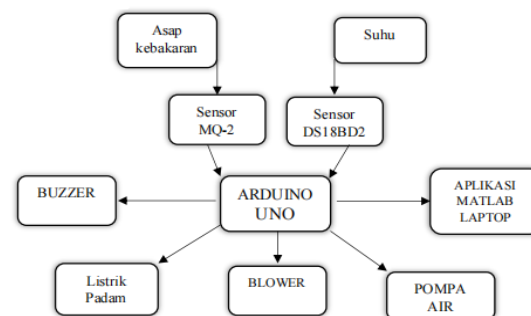 Asap
kebakaran
Suhu
Sensor
MQ-2
Sensor
DS18BD2
BUZZER
ARDUINO
UNO
APLIKASI
MATLAB
LAPTOP
Listrik
Padam
BLOWER
POMPA
AIR